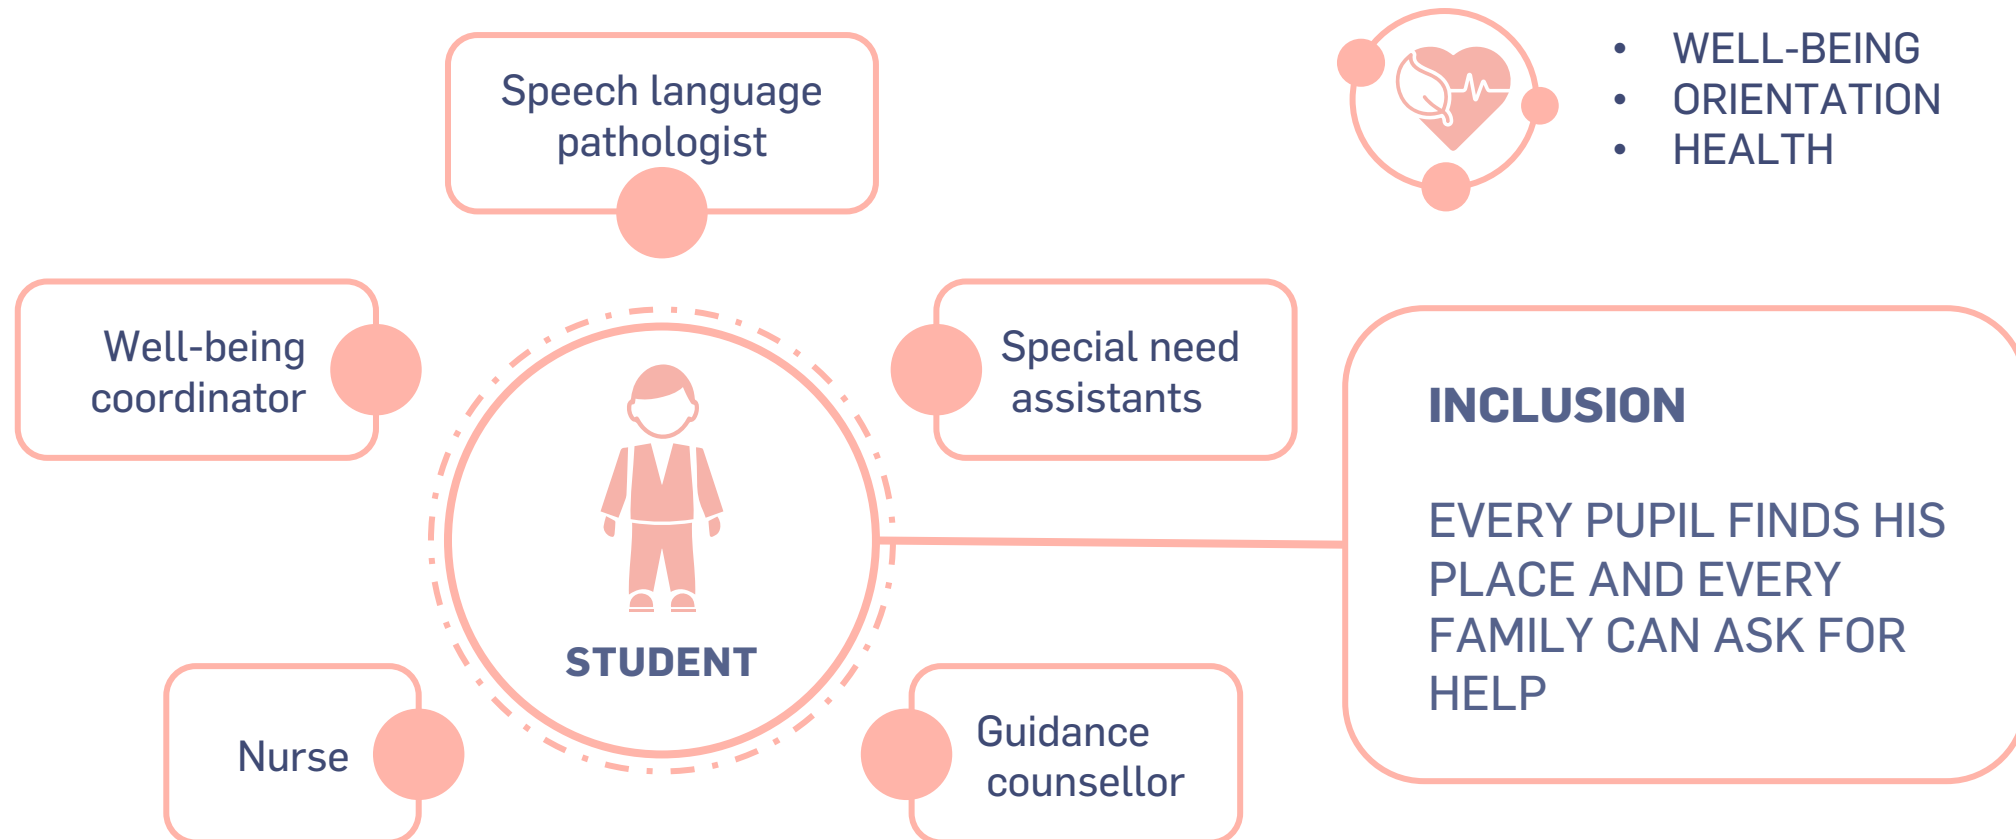 Speech language
pathologist
• WELL-BEING
• ORIENTATION
• HEALTH
Well-being
coordinator
Special need
assistants
INCLUSION
EVERY PUPIL FINDS HIS
PLACE AND EVERY
FAMILY CAN ASK FOR
HELP
STUDENT
Nurse
Guidance
counsellor